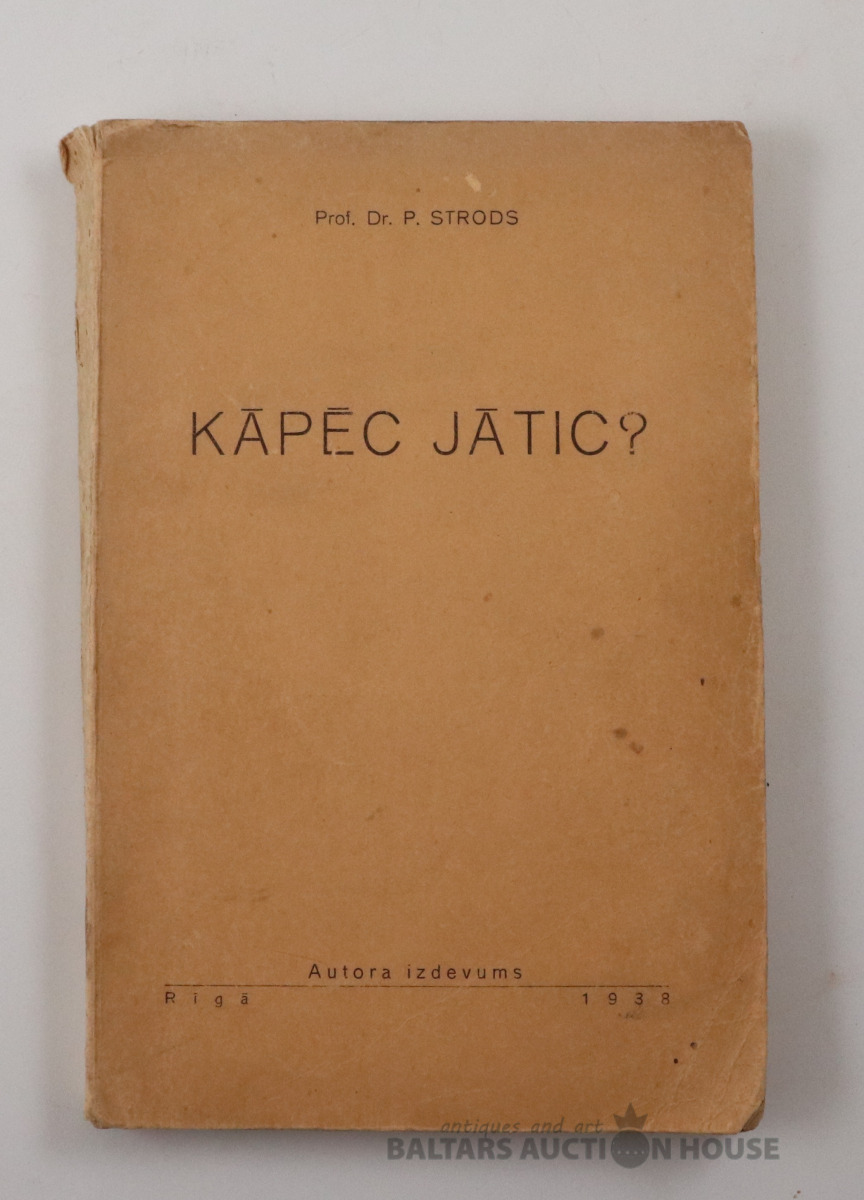 Prof. Dr. P. STRODS
KĀPĒC JĀTIC?
Autora izdevums
Rīgā 1938
antiques and art
BALTARS AUCTION HOUSE